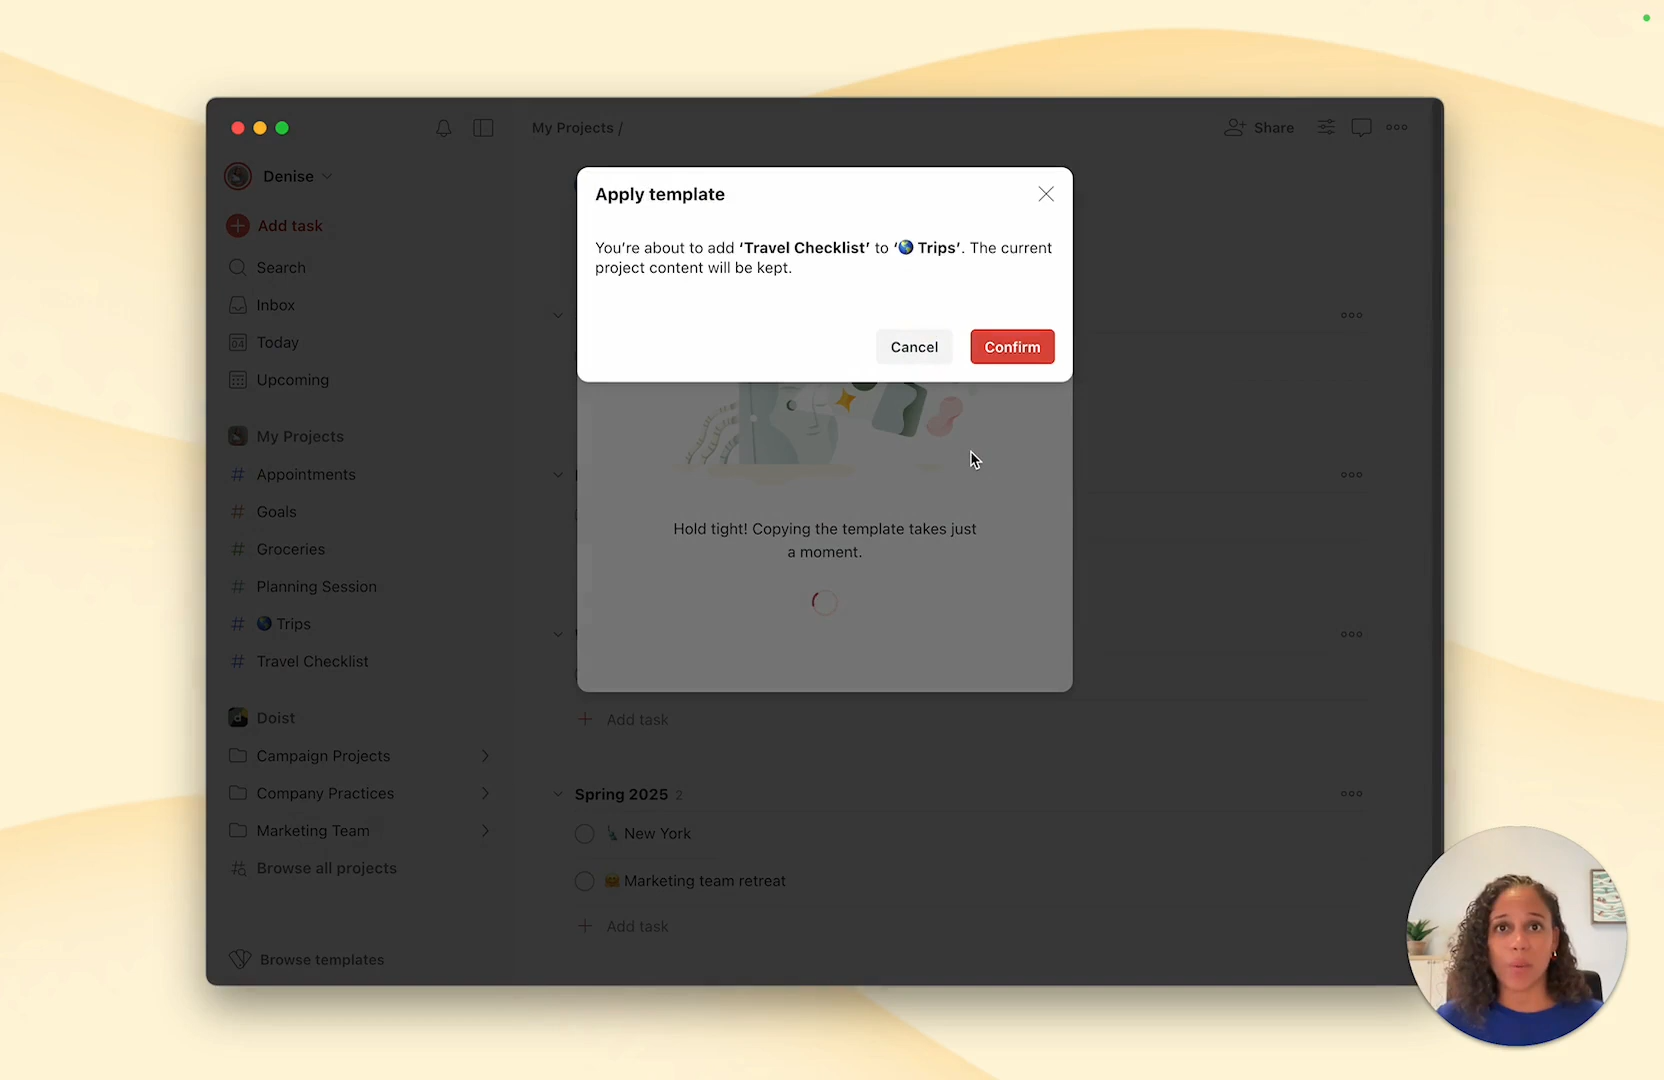 My Projects /
Share
Denise
Add task
Search
Inbox
04
Today
Upcoming
My Projects
# Appointments
# Goals
# Groceries
# Planning Session
# 🌏 Trips
# Travel Checklist
Doist
Campaign Projects
Company Practices
Marketing Team
Browse all projects
Browse templates
Apply template
You’re about to add ‘Travel Checklist’ to ‘🌏 Trips’. The current
project content will be kept.
Cancel
Confirm
Hold tight! Copying the template takes just
a moment.
Add task
Spring 2025 2
🗽 New York
Marketing team retreat
Add task